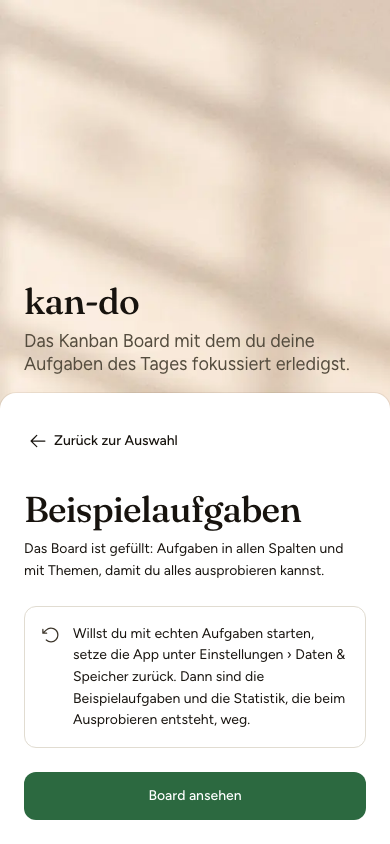 kan-do
Das Kanban Board mit dem du deine
Aufgaben des Tages fokussiert erledigst.
Zurück zur Auswahl
Beispielaufgaben
Das Board ist gefüllt: Aufgaben in allen Spalten und
mit Themen, damit du alles ausprobieren kannst.
Willst du mit echten Aufgaben starten,
setze die App unter Einstellungen › Daten &
Speicher zurück. Dann sind die
Beispielaufgaben und die Statistik, die beim
Ausprobieren entsteht, weg.
Board ansehen